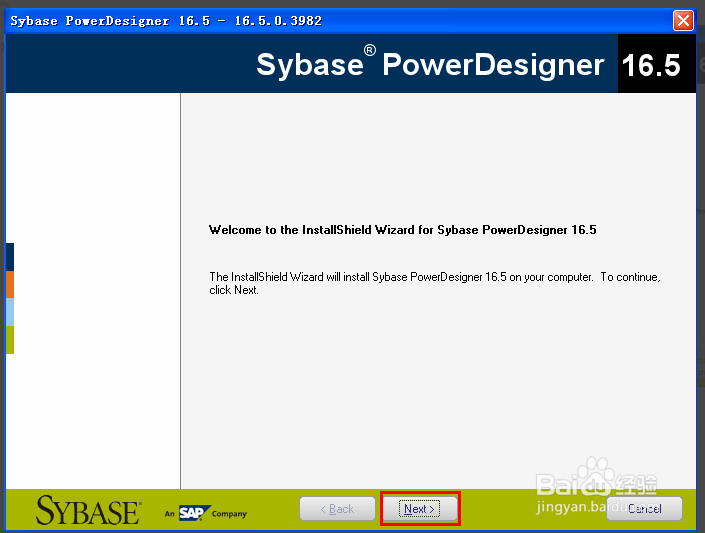 Sybase PowerDesigner 16.5 - 16.5.0.3982
Sybase® PowerDesigner 16.5
Welcome to the InstallShield Wizard for Sybase PowerDesigner 16.5
The InstallShield Wizard will install Sybase PowerDesigner 16.5 on your computer. To continue,
click Next.
SYBASE® An SAP Company
< Back
Next >
Cancel
Baidu 经验
jingyan.baidu.com